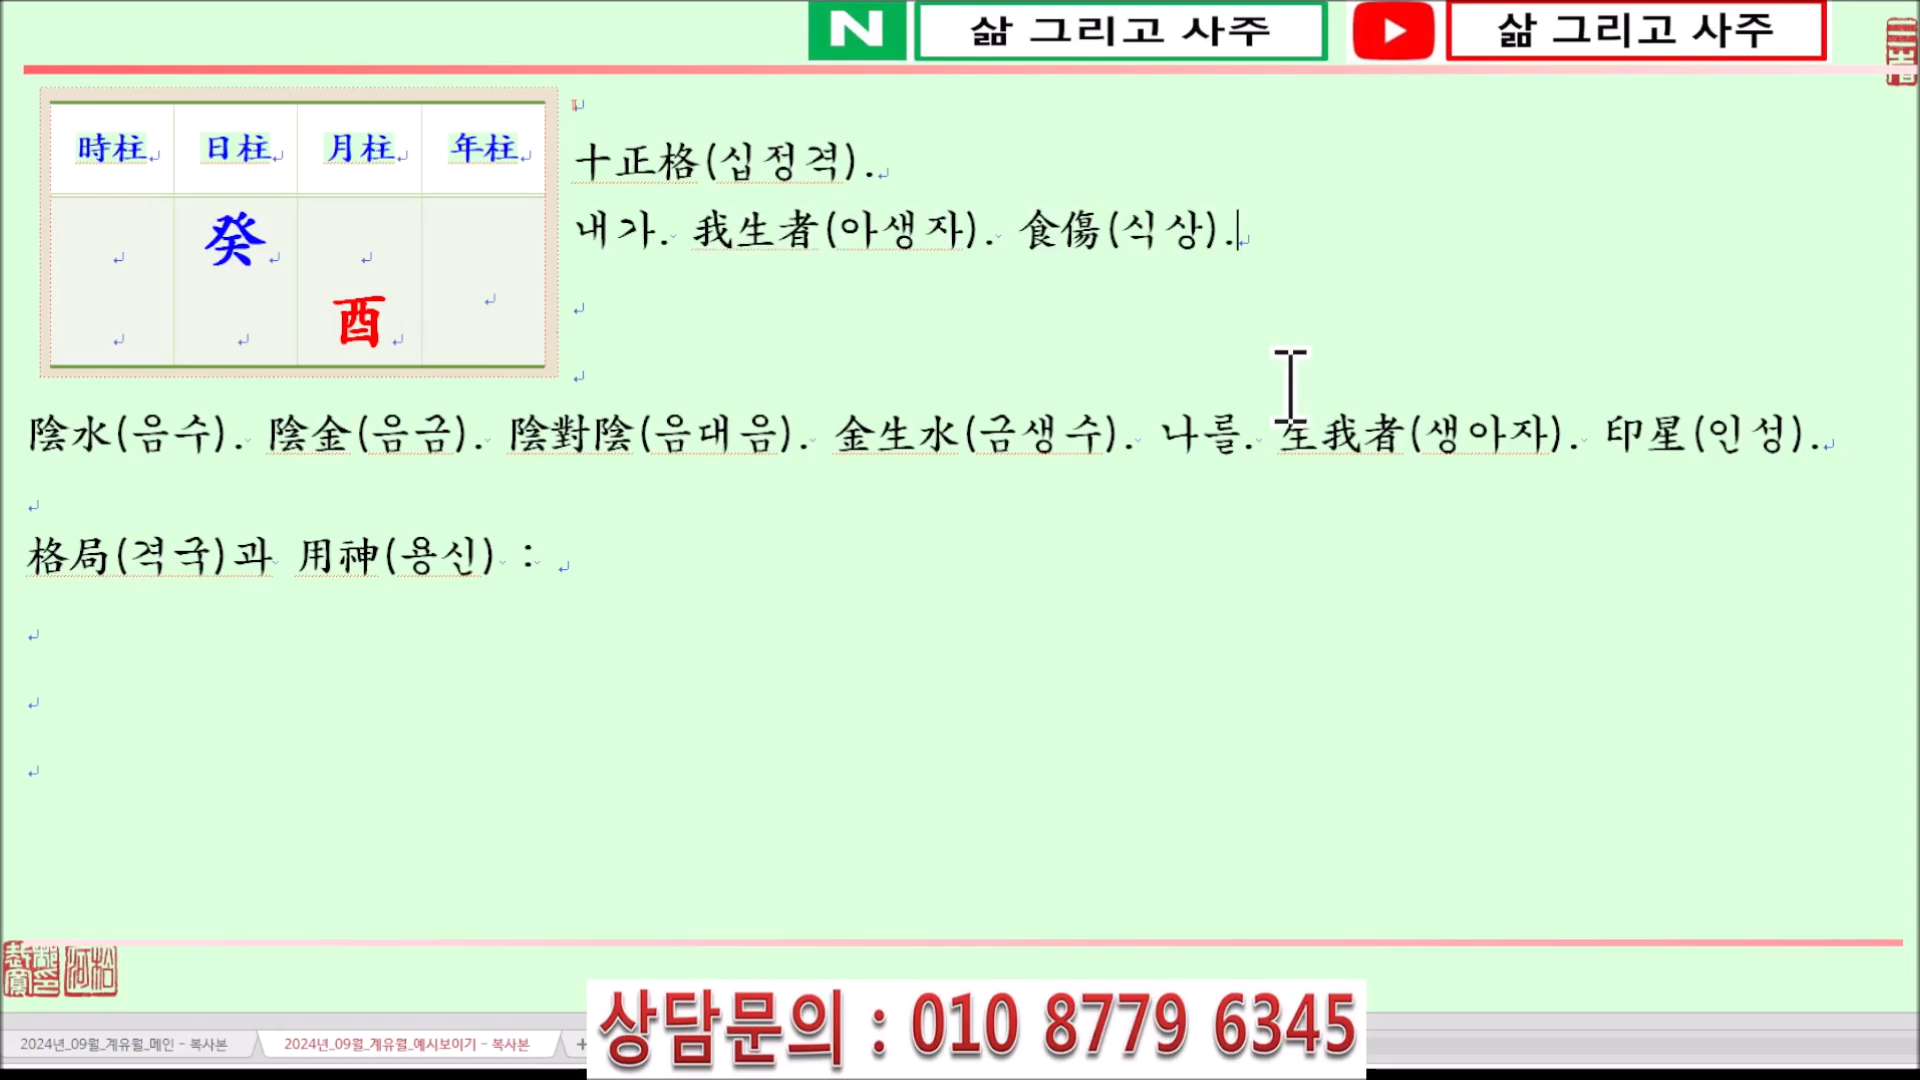 N 삶 그리고 사주 삶 그리고 사주
時柱 日柱 月柱 年柱
癸
酉
十正格(십정격).
내가. 我生者(아생자). 食傷(식상).
陰水(음수). 陰金(음금). 陰對陰(음대음). 金生水(금생수). 나를. 生我者(생아자). 印星(인성).
格局(격국)과 用神(용신) :
2024년_09월_계유월_메인 - 복사본 2024년_09월_계유월_예시보이기 - 복사본 +
상담문의 : 010 8779 6345